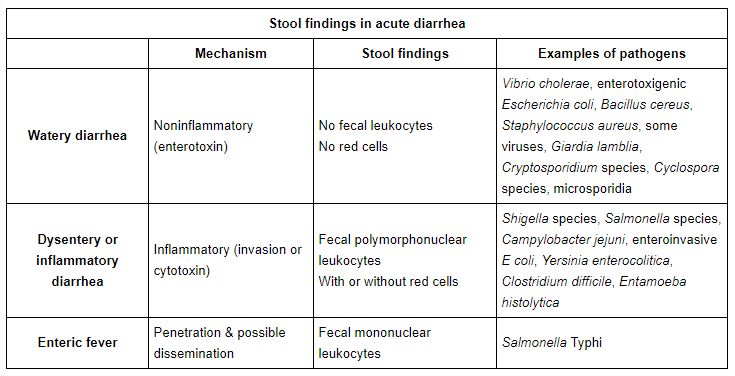 Stool findings in acute diarrhea
Mechanism
Stool findings
Examples of pathogens
Watery diarrhea
Noninflammatory
(enterotoxin)
No fecal leukocytes
No red cells
Vibrio cholerae, enterotoxigenic
Escherichia coli, Bacillus cereus,
Staphylococcus aureus, some
viruses, Giardia lamblia,
Cryptosporidium species, Cyclospora
species, microsporidia
Dysentery or
inflammatory
diarrhea
Inflammatory (invasion or
cytotoxin)
Fecal polymorphonuclear
leukocytes
With or without red cells
Shigella species, Salmonella species,
Campylobacter jejuni, enteroinvasive
E coli, Yersinia enterocolitica,
Clostridium difficile, Entamoeba
histolytica
Enteric fever
Penetration & possible
dissemination
Fecal mononuclear
leukocytes
Salmonella Typhi